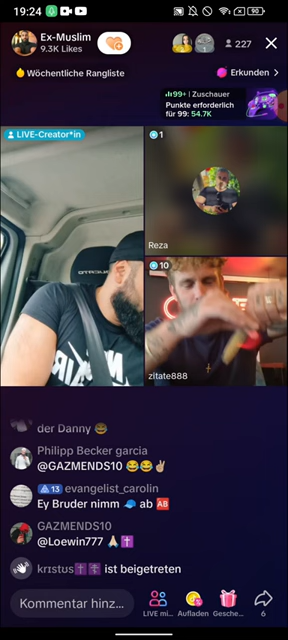 19:24
90
Ex-Muslim
9.3K Likes
227
Wöchentliche Rangliste
Erkunden >
99+ | Zuschauer
Punkte erforderlich
für 99: 54.7K
LIVE-Creator*in
1
Reza
10
zitate888
der Danny 😂
Philipp Becker garcia
@GAZMENDS10 😂😂✌🏼
13 evangelist_carolin
Ey Bruder nimm 🧢 ab 🆎
GAZMENDS10
@Loewin777 🙏🏻✝️
krıstus✝️✝️ ist beigetreten
Kommentar hinz...
LIVE mi...
Aufladen
Gesche...
6